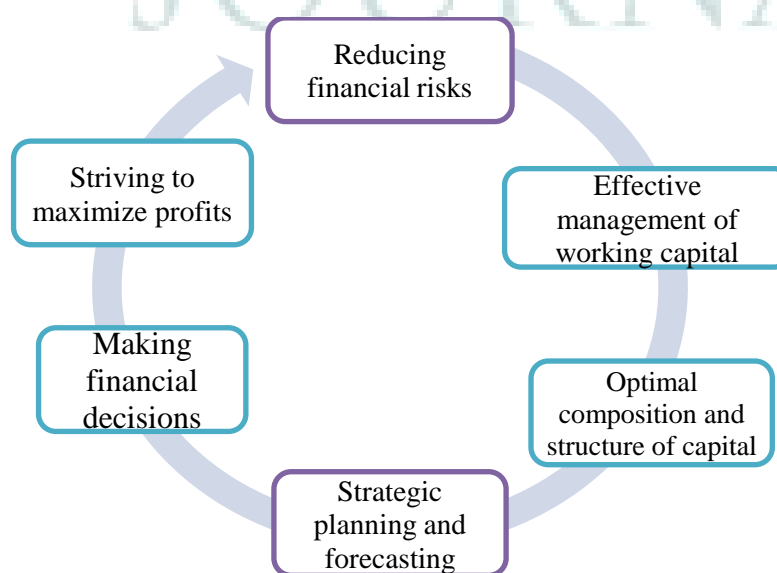 JOURNA
Reducing
financial risks
Effective
management of
working capital
Optimal
composition and
structure of capital
Strategic
planning and
forecasting
Making
financial
decisions
Striving to
maximize profits